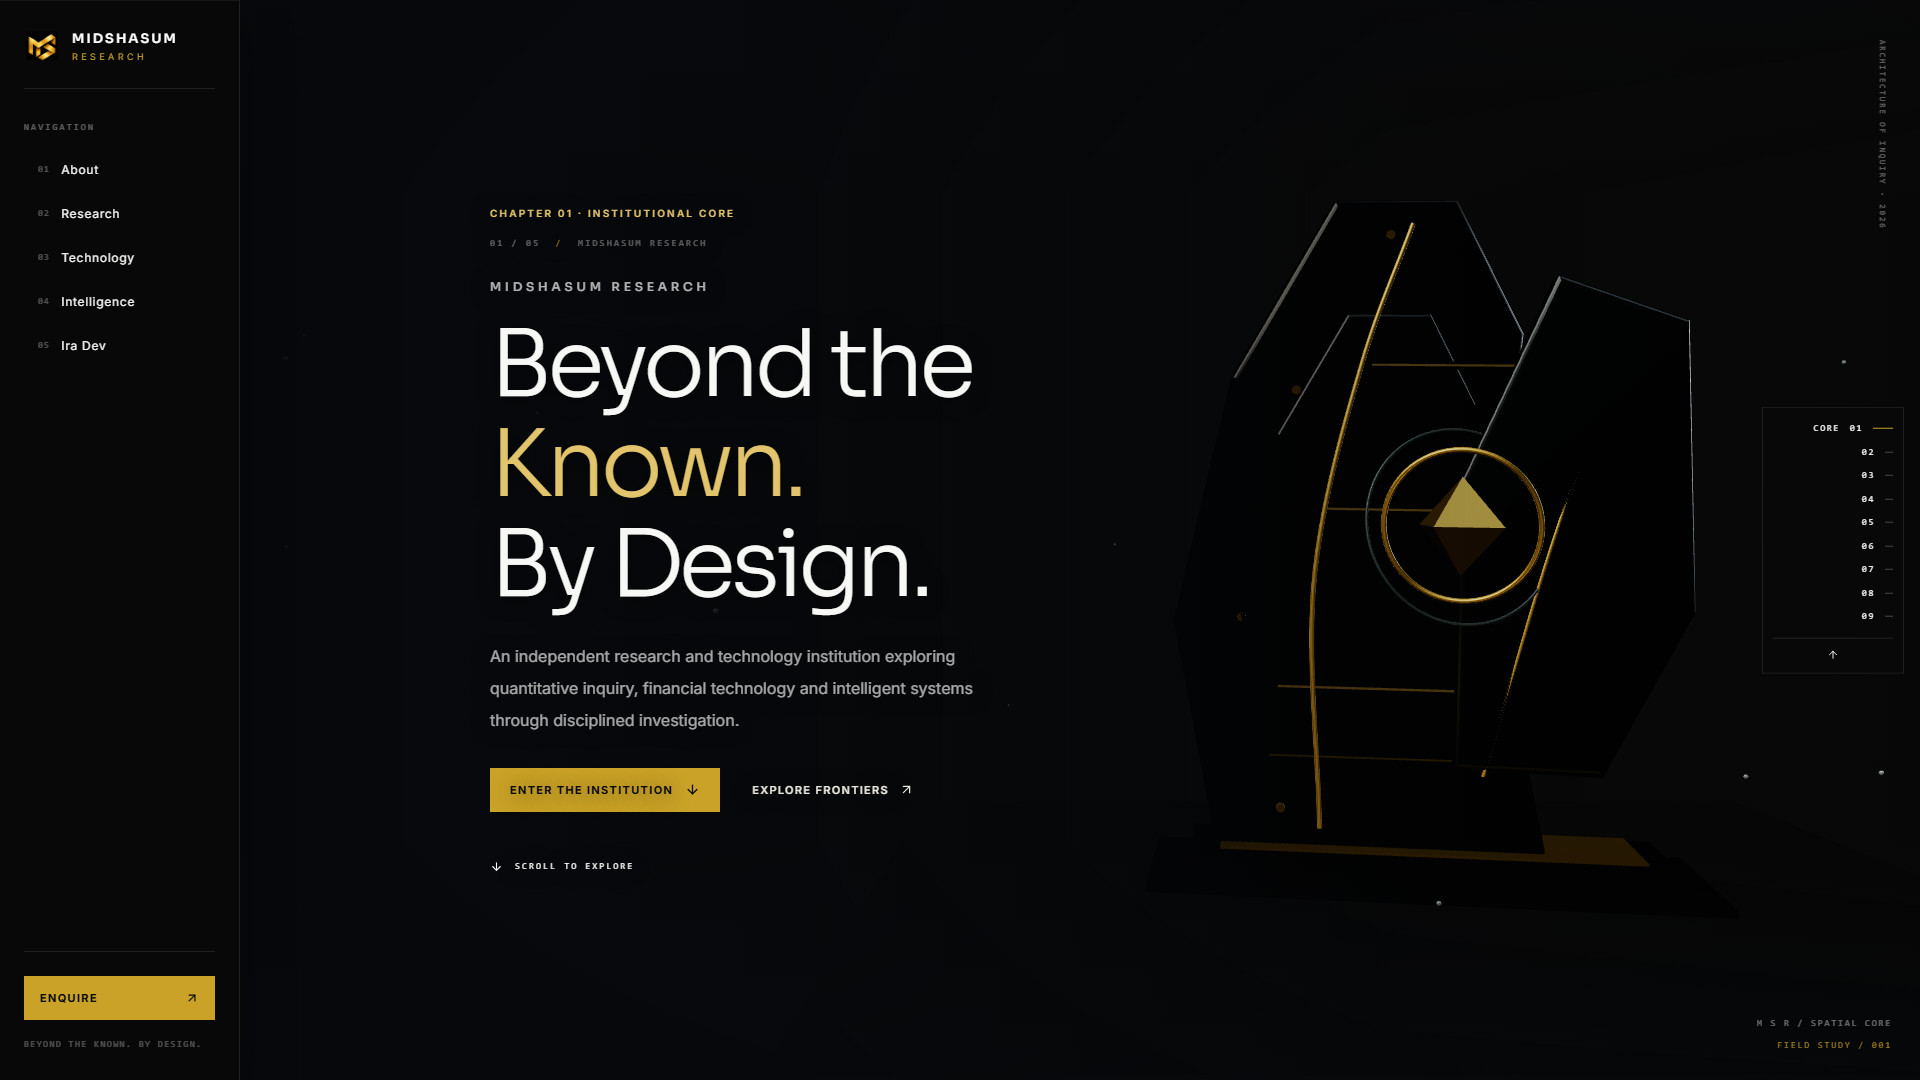 MIDSHASUM
RESEARCH
NAVIGATION
01 About
02 Research
03 Technology
04 Intelligence
05 Ira Dev
ENQUIRE
BEYOND THE KNOWN. BY DESIGN.
CHAPTER 01 · INSTITUTIONAL CORE
01 / 05 / MIDSHASUM RESEARCH
MIDSHASUM RESEARCH
Beyond the
Known.
By Design.
An independent research and technology institution exploring
quantitative inquiry, financial technology and intelligent systems
through disciplined investigation.
ENTER THE INSTITUTION ↓ EXPLORE FRONTIERS ↗
↓ SCROLL TO EXPLORE
ARCHITECTURE OF INQUIRY · 2026
CORE 01
02
03
04
05
06
07
08
09
↑
M S R / SPATIAL CORE
FIELD STUDY / 001